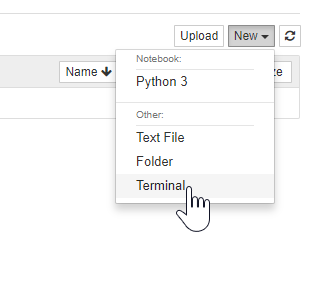 Upload New
Name
Notebook:
Python 3
Other:
Text File
Folder
Terminal